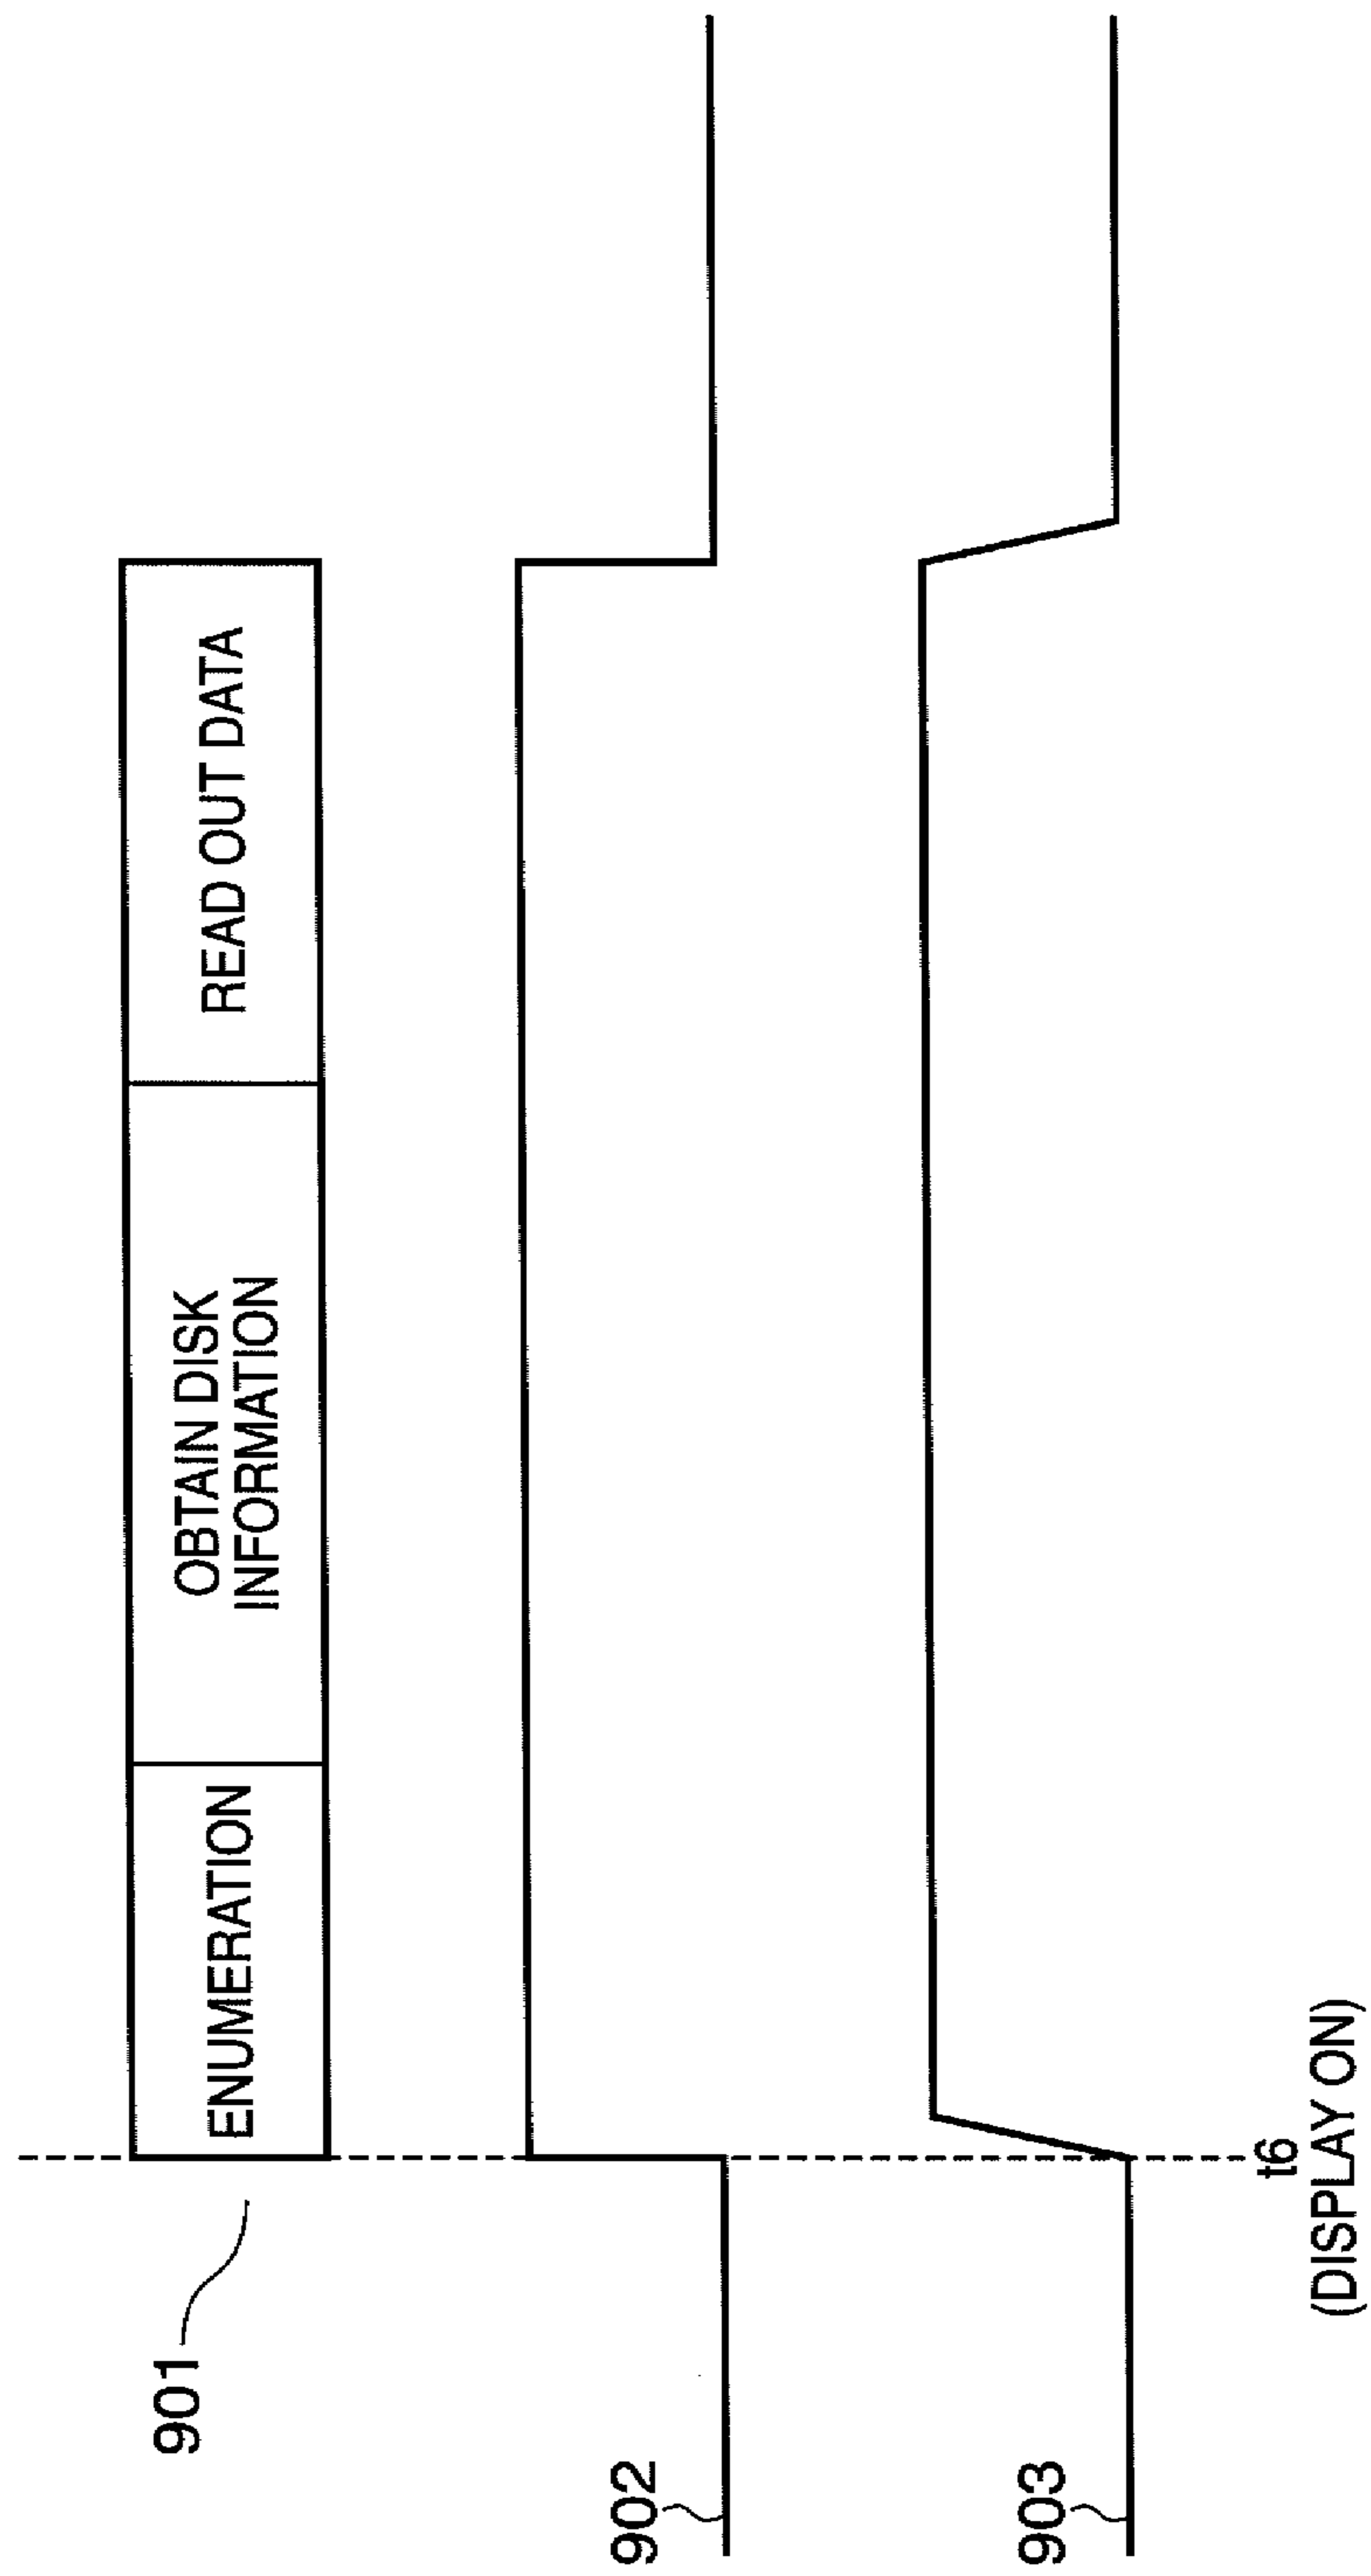 901
ENUMERATION
OBTAIN DISK
INFORMATION
READ OUT DATA
902
903
t6
(DISPLAY ON)